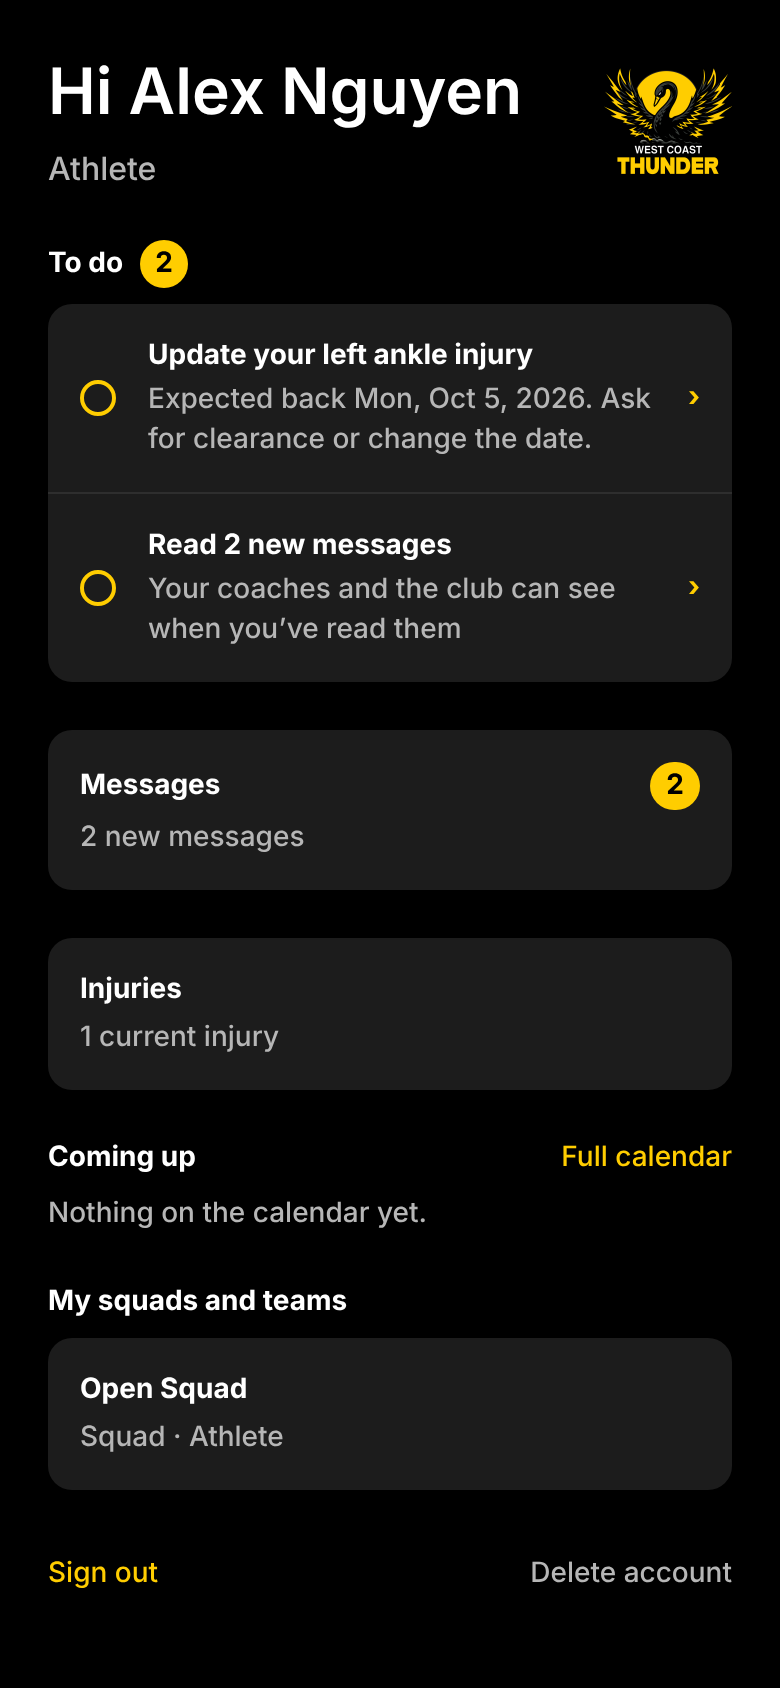 Hi Alex Nguyen
WEST COAST
THUNDER
Athlete
To do 2
Update your left ankle injury
Expected back Mon, Oct 5, 2026. Ask
for clearance or change the date.
›
Read 2 new messages
Your coaches and the club can see
when you’ve read them
›
Messages 2
2 new messages
Injuries
1 current injury
Coming up
Full calendar
Nothing on the calendar yet.
My squads and teams
Open Squad
Squad · Athlete
Sign out
Delete account